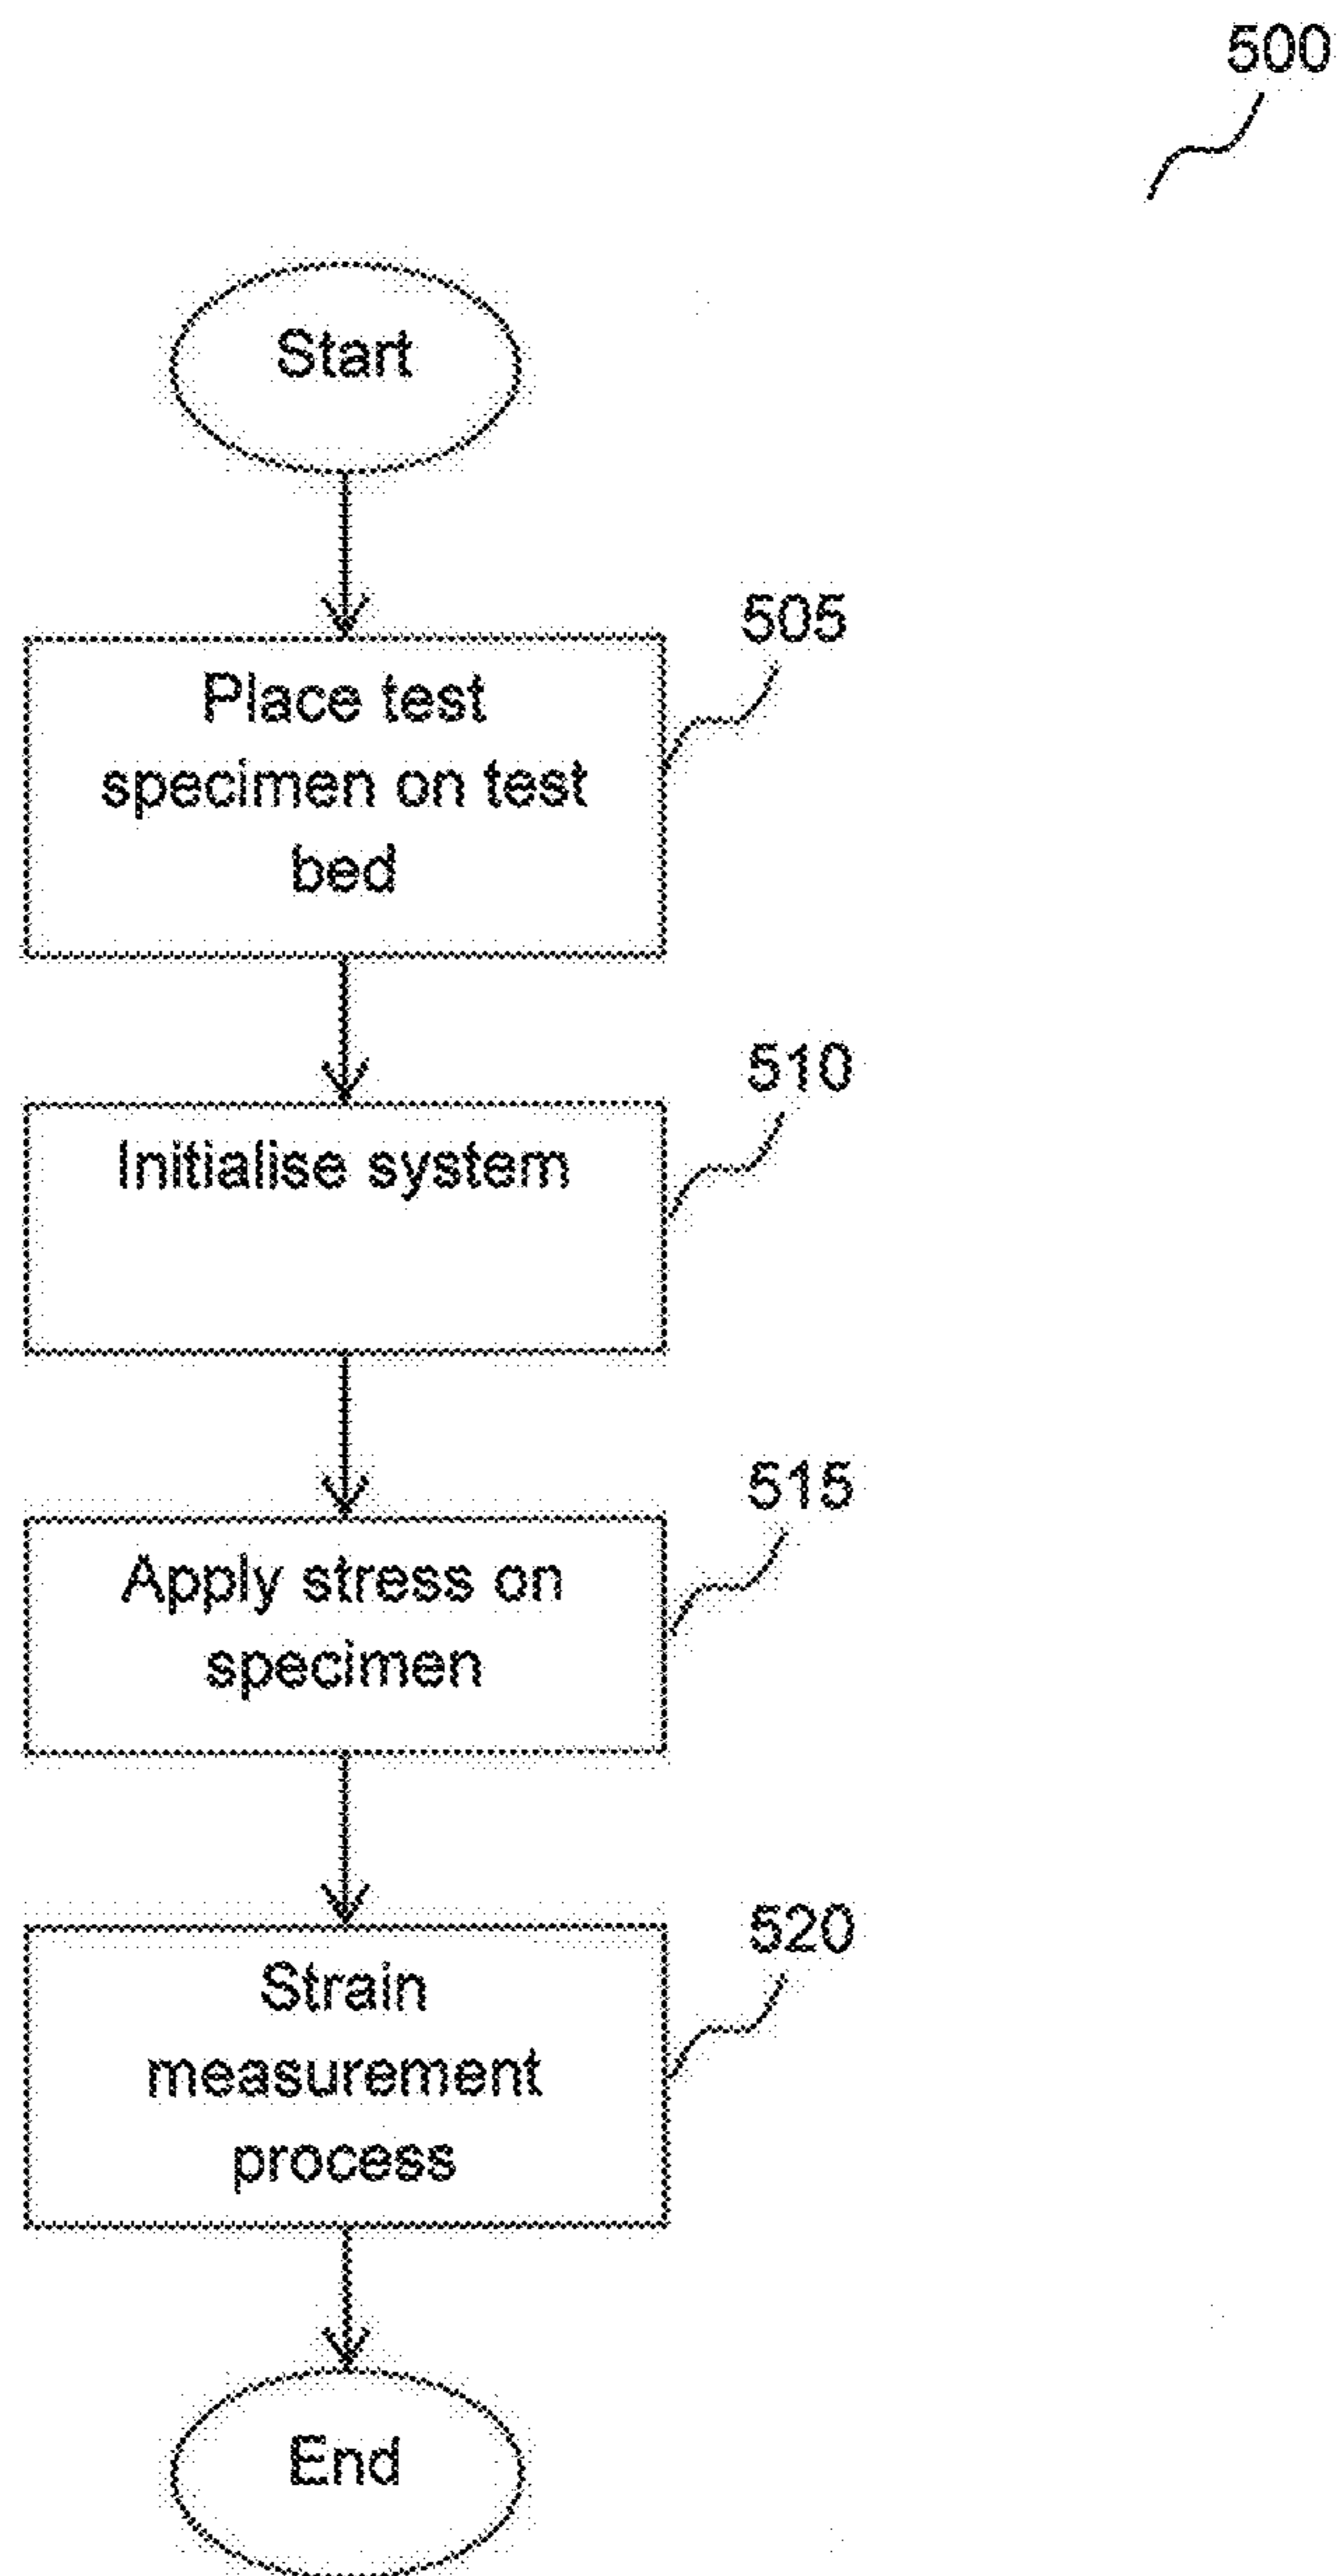 500
Start
505
Place test
specimen on test
bed
510
Initialise system
515
Apply stress on
specimen
520
Strain
measurement
process
End